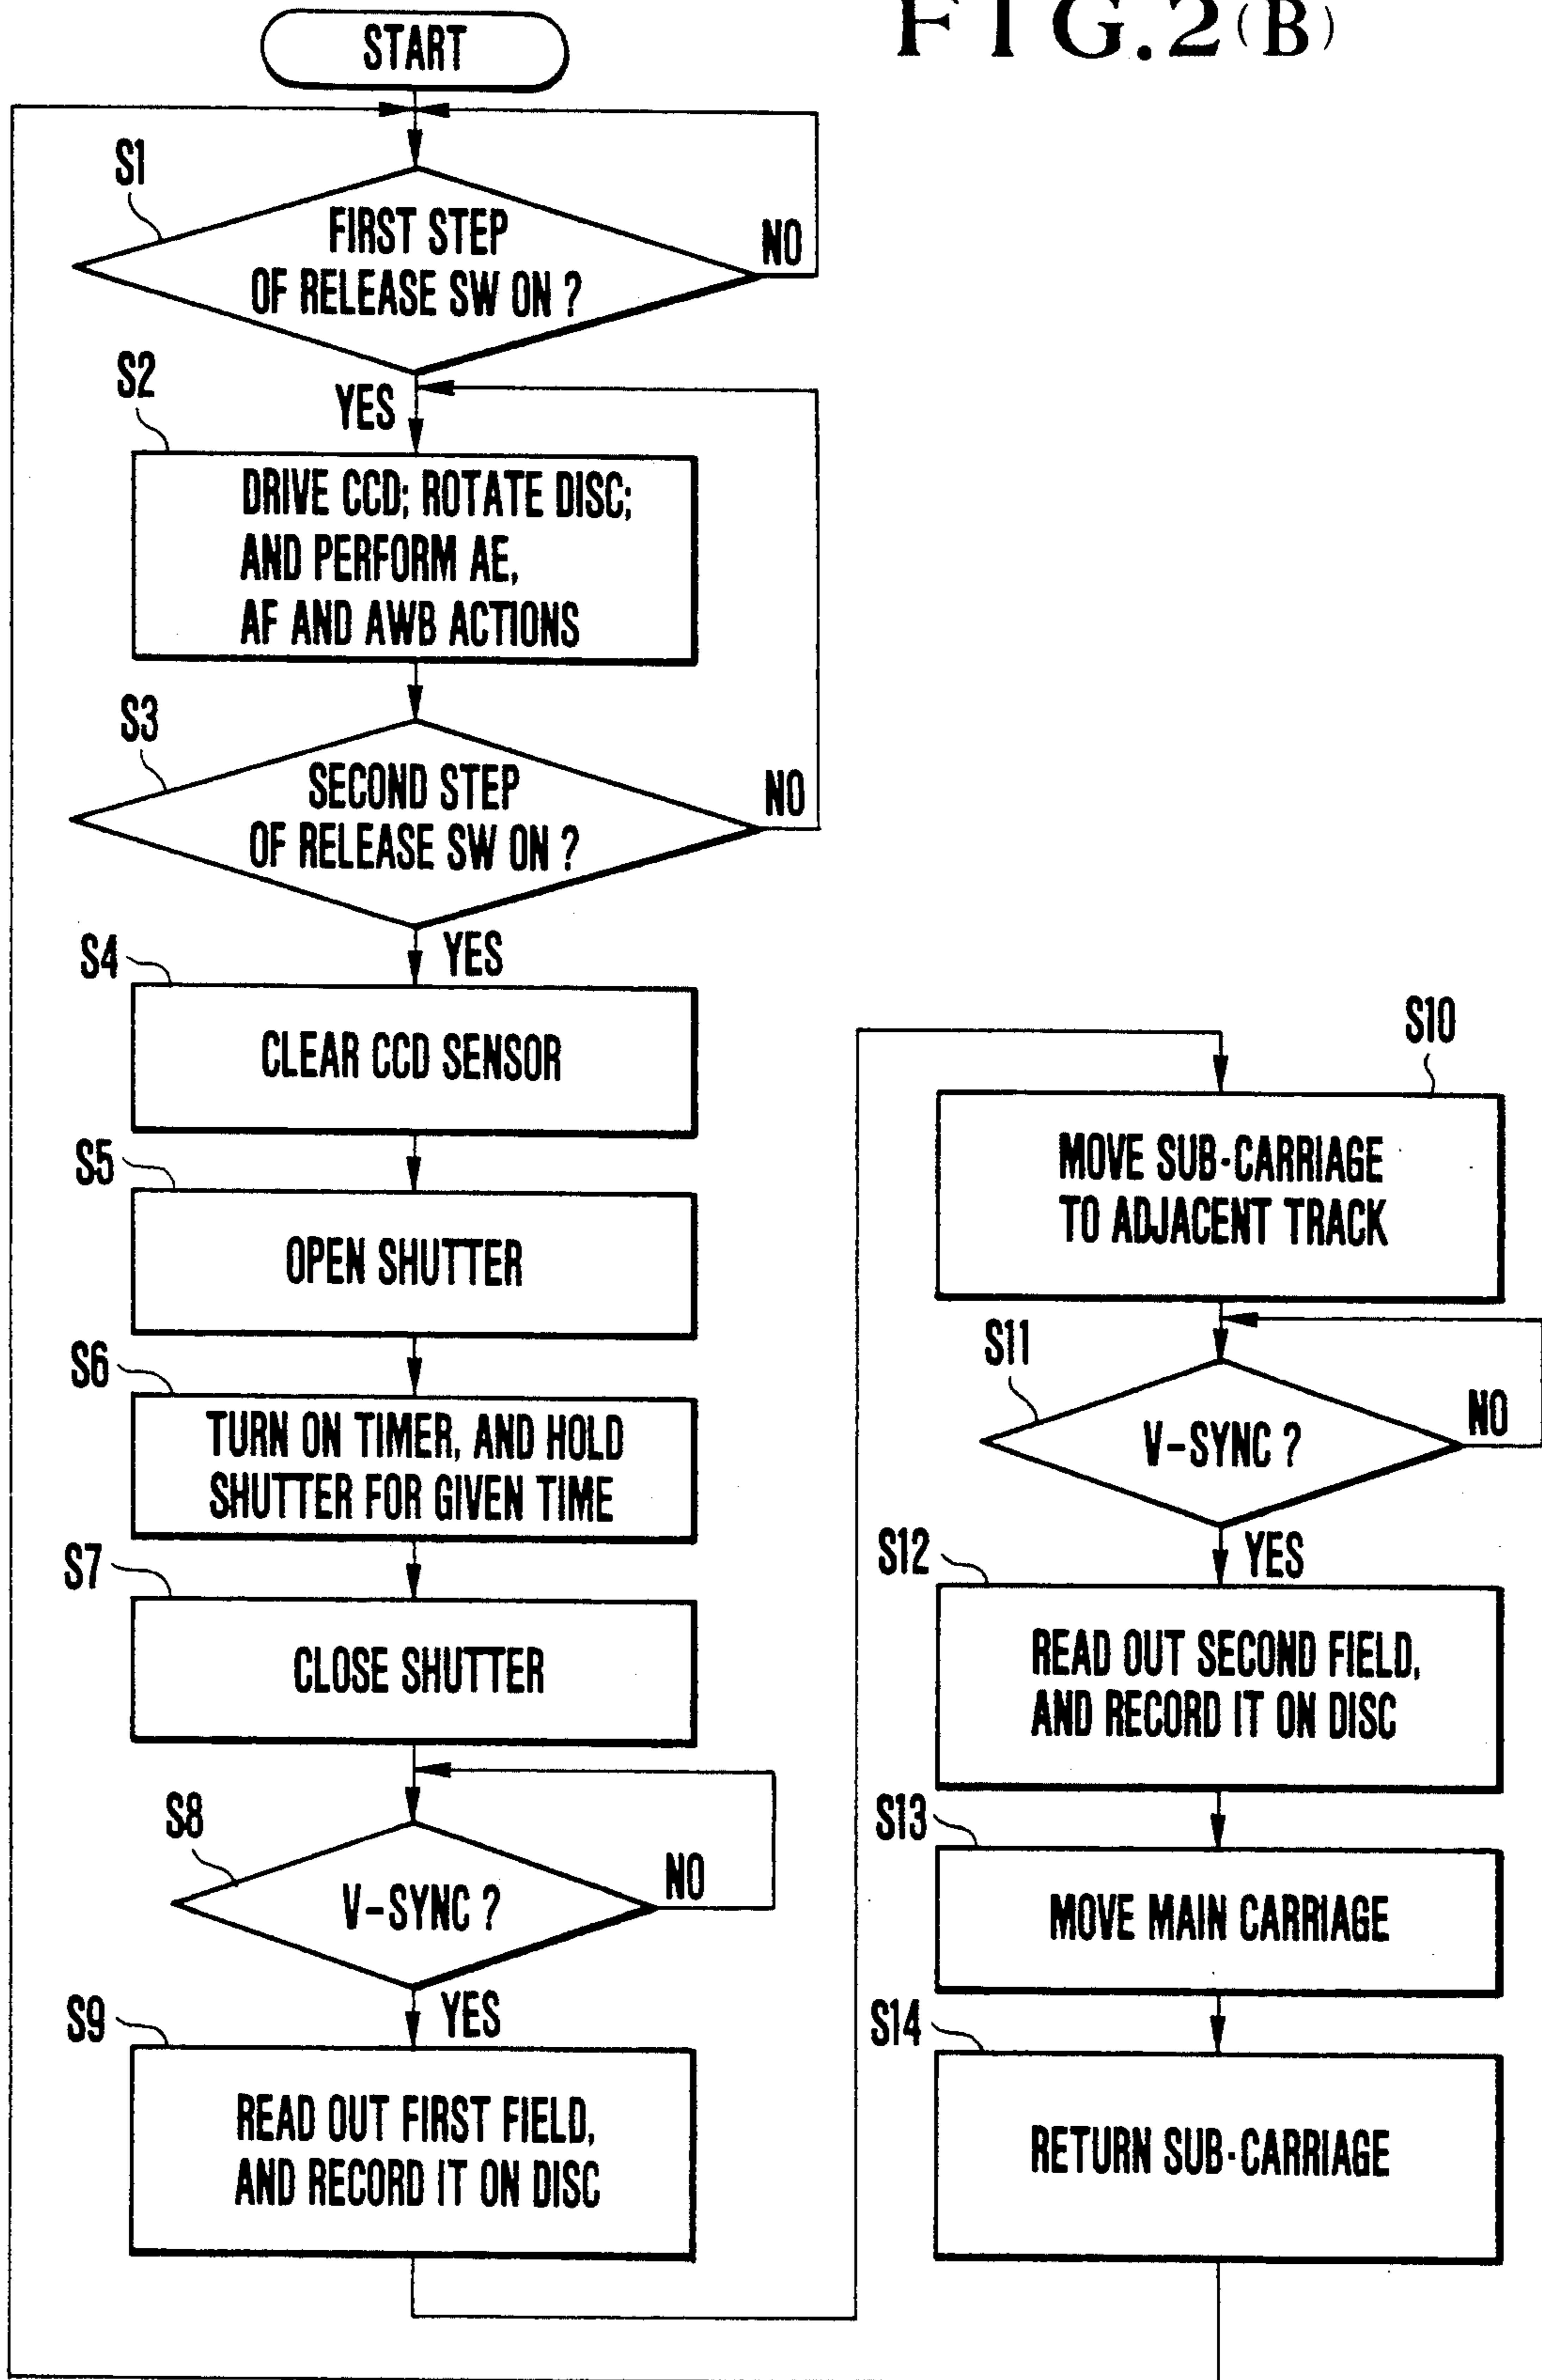 FIG.2(B)
START
S1
FIRST STEP
OF RELEASE SW ON ?
NO
YES
S2
DRIVE CCD; ROTATE DISC;
AND PERFORM AE,
AF AND AWB ACTIONS
S3
SECOND STEP
OF RELEASE SW ON ?
NO
YES
S4
CLEAR CCD SENSOR
S5
OPEN SHUTTER
S6
TURN ON TIMER, AND HOLD
SHUTTER FOR GIVEN TIME
S7
CLOSE SHUTTER
S8
V-SYNC ?
NO
YES
S9
READ OUT FIRST FIELD,
AND RECORD IT ON DISC
S10
MOVE SUB-CARRIAGE
TO ADJACENT TRACK
S11
V-SYNC ?
NO
YES
S12
READ OUT SECOND FIELD,
AND RECORD IT ON DISC
S13
MOVE MAIN CARRIAGE
S14
RETURN SUB-CARRIAGE